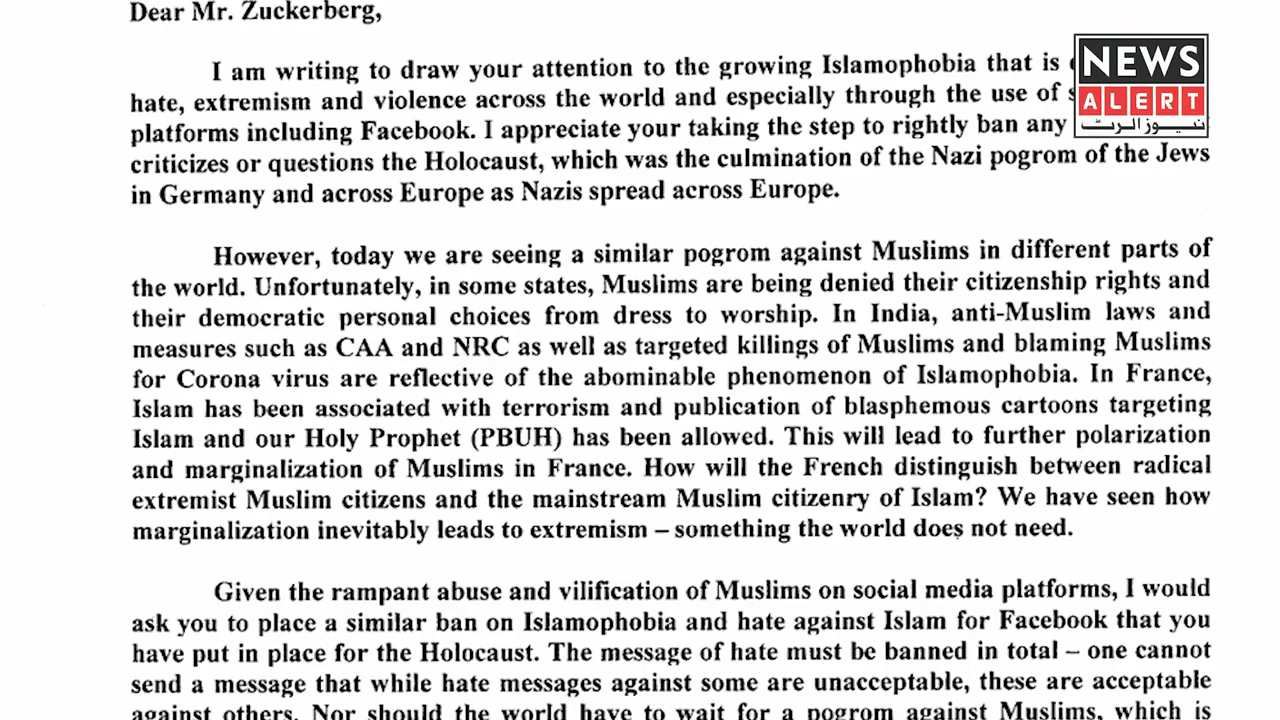 Dear Mr. Zuckerberg,
I am writing to draw your attention to the growing Islamophobia that is
hate, extremism and violence across the world and especially through the use of
platforms including Facebook. I appreciate your taking the step to rightly ban any
criticizes or questions the Holocaust, which was the culmination of the Nazi pogrom of the Jews
in Germany and across Europe as Nazis spread across Europe.
However, today we are seeing a similar pogrom against Muslims in different parts of
the world. Unfortunately, in some states, Muslims are being denied their citizenship rights and
their democratic personal choices from dress to worship. In India, anti-Muslim laws and
measures such as CAA and NRC as well as targeted killings of Muslims and blaming Muslims
for Corona virus are reflective of the abominable phenomenon of Islamophobia. In France,
Islam has been associated with terrorism and publication of blasphemous cartoons targeting
Islam and our Holy Prophet (PBUH) has been allowed. This will lead to further polarization
and marginalization of Muslims in France. How will the French distinguish between radical
extremist Muslim citizens and the mainstream Muslim citizenry of Islam? We have seen how
marginalization inevitably leads to extremism – something the world does not need.
Given the rampant abuse and vilification of Muslims on social media platforms, I would
ask you to place a similar ban on Islamophobia and hate against Islam for Facebook that you
have put in place for the Holocaust. The message of hate must be banned in total – one cannot
send a message that while hate messages against some are unacceptable, these are acceptable
against others. Nor should the world have to wait for a pogrom against Muslims, which is
NEWS
ALERT
نیوز الرٹ